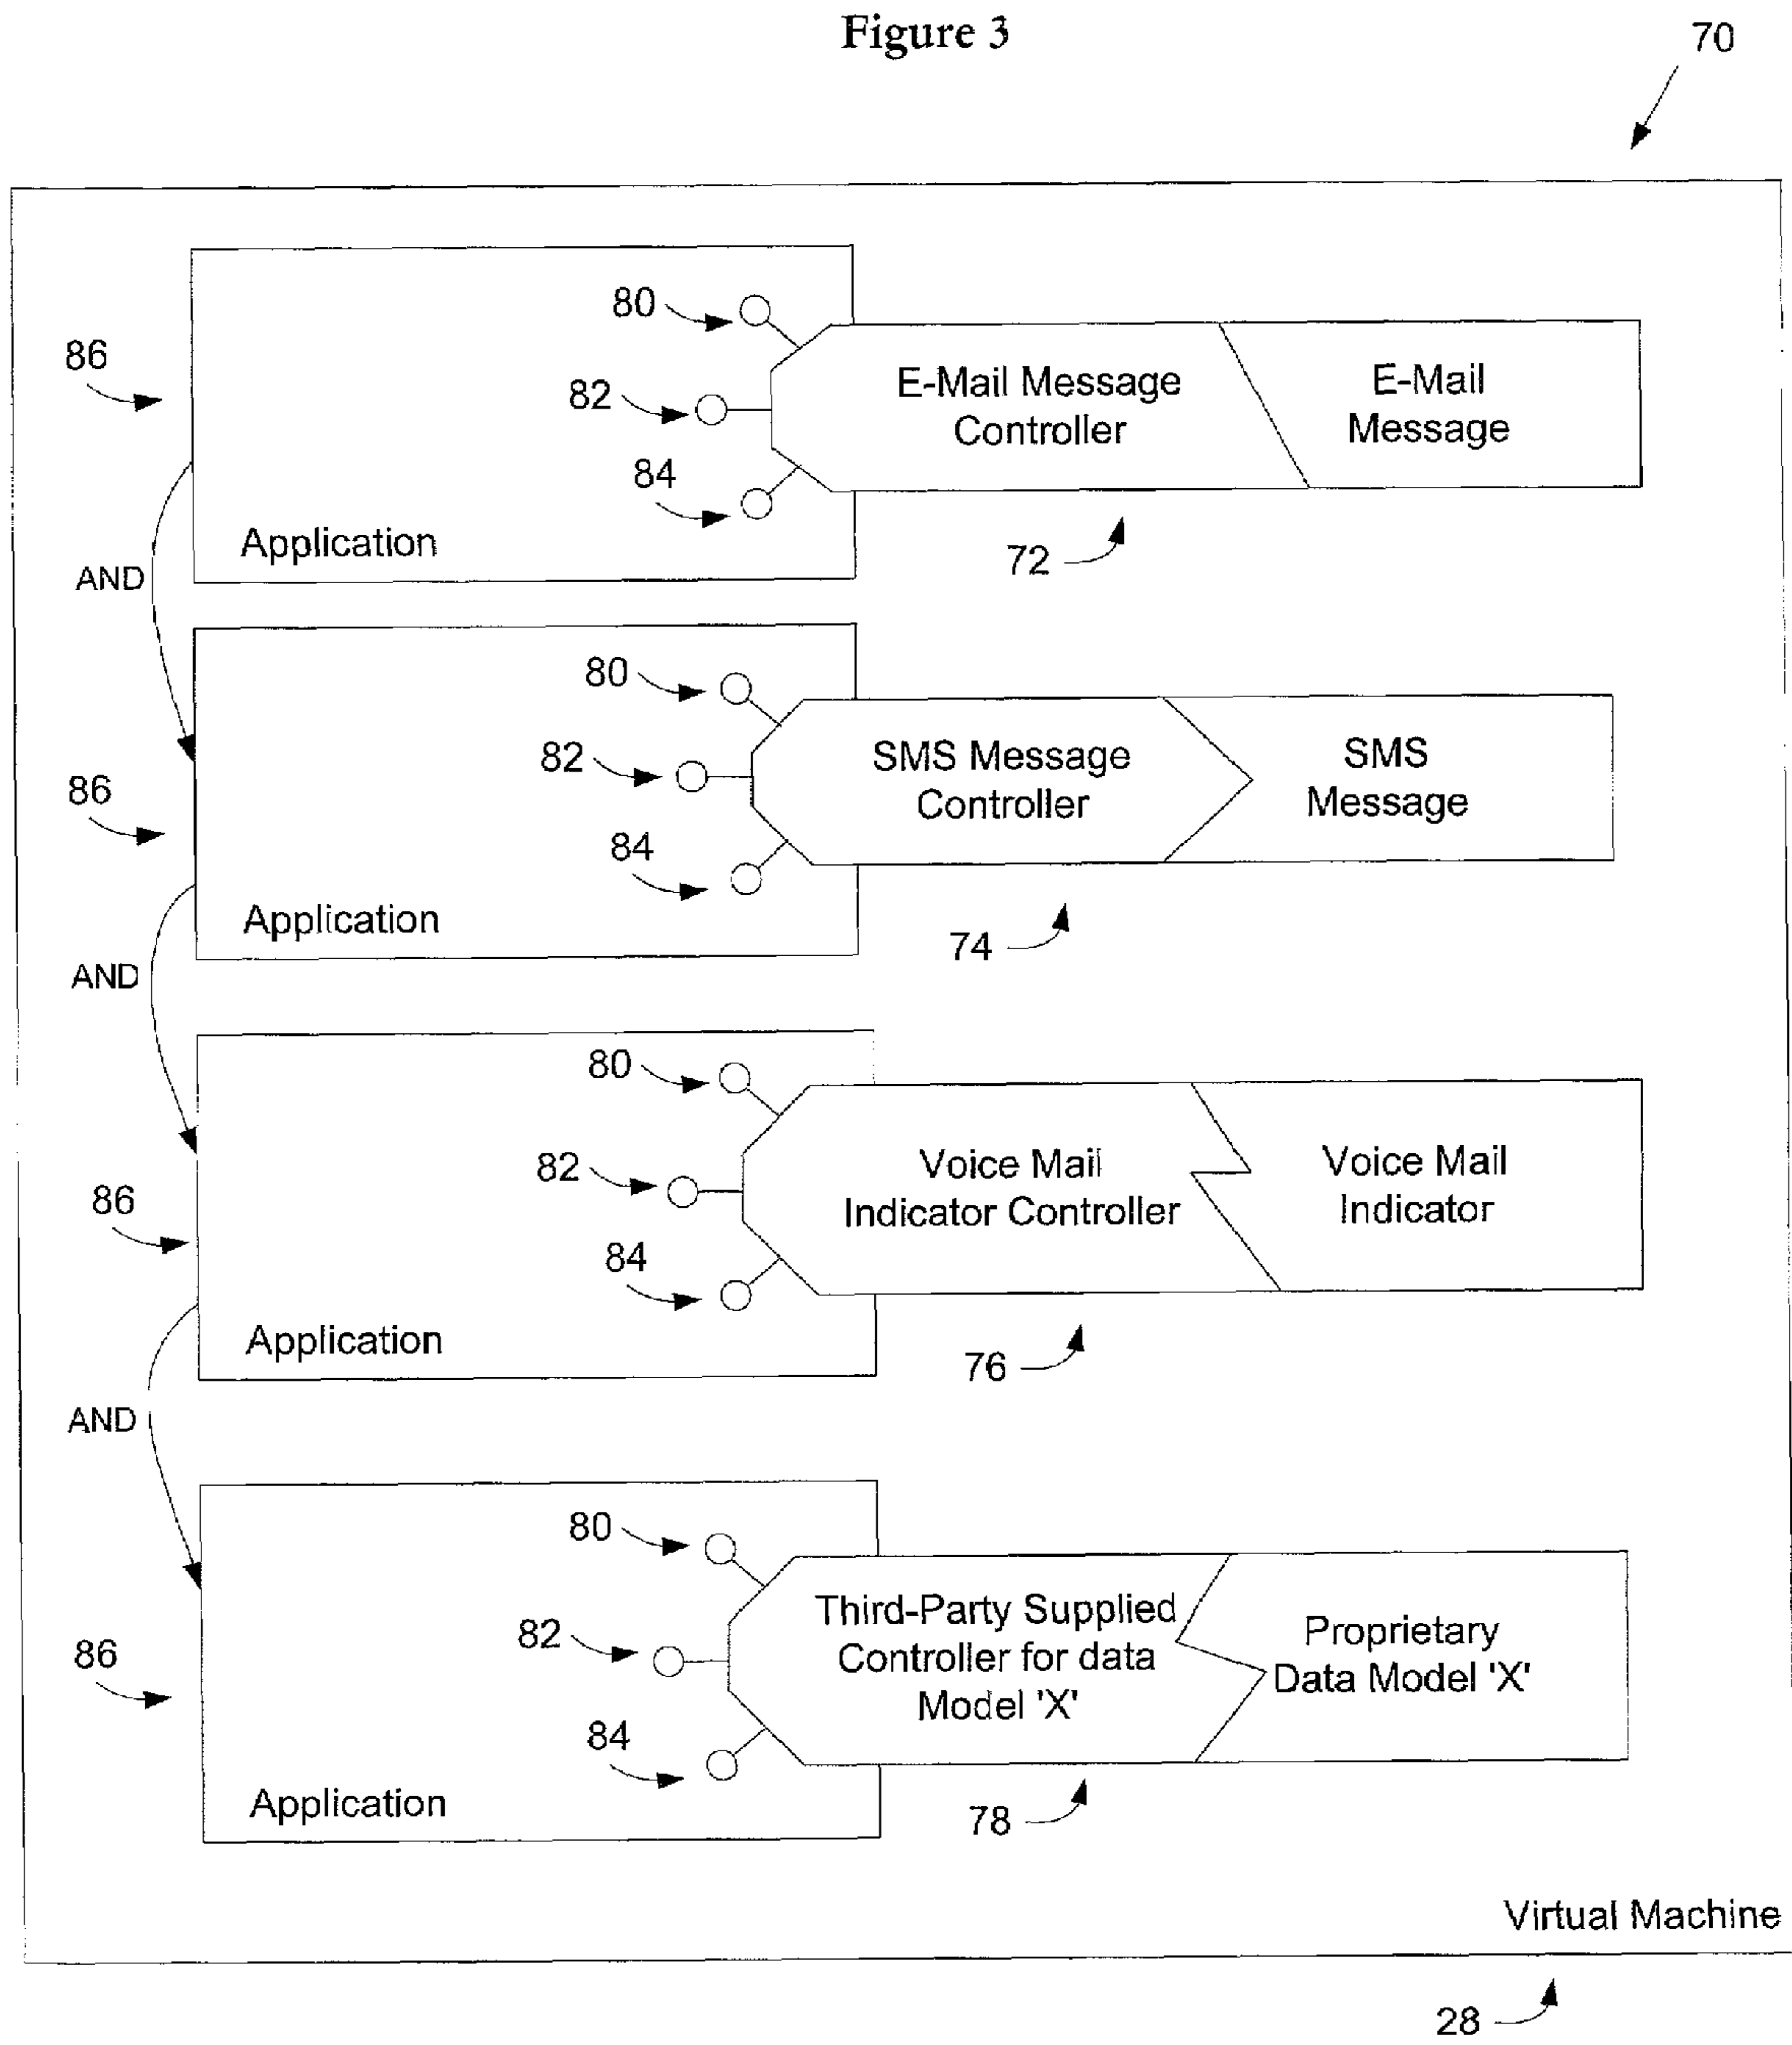 Figure 3
70
80
86
82
E-Mail Message
Controller
E-Mail
Message
84
Application
72
AND
80
82
SMS Message
Controller
SMS
Message
86
84
Application
74
AND
80
82
Voice Mail
Indicator Controller
Voice Mail
Indicator
86
84
Application
76
AND
80
82
Third-Party Supplied
Controller for data
Model 'X'
Proprietary
Data Model 'X'
86
84
Application
78
Virtual Machine
28